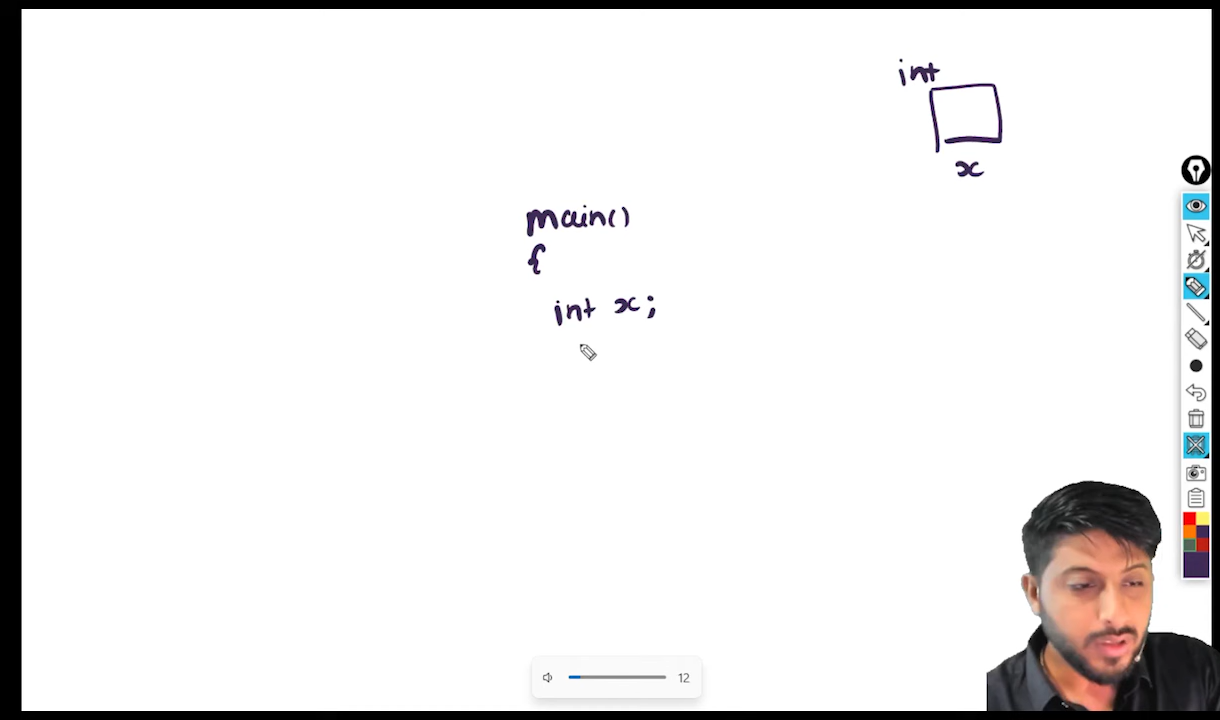 int
x
main()
{
int x;
12